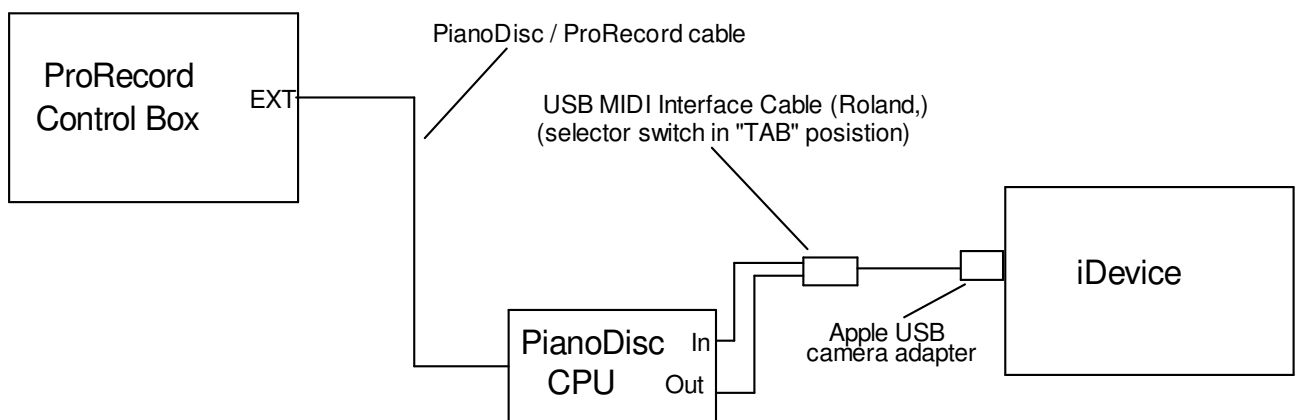 PianoDisc / ProRecord cable
ProRecord
Control Box
EXT
USB MIDI Interface Cable (Roland,)
(selector switch in "TAB" posistion)
iDevice
Apple USB
camera adapter
PianoDisc
CPU
In
Out